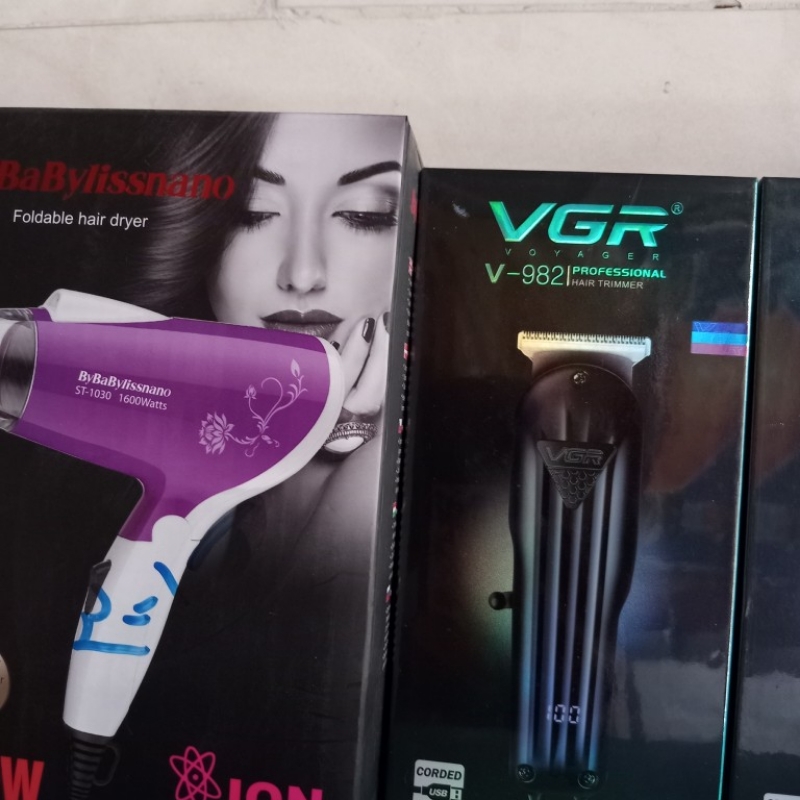 BaBylissnano
Foldable hair dryer
ByBaBylissnano
ST-1030 1600Watts
W
ION
VGR®
VOYAGER
V-982 PROFESSIONAL
HAIR TRIMMER
VGR
100
CORDED
USB